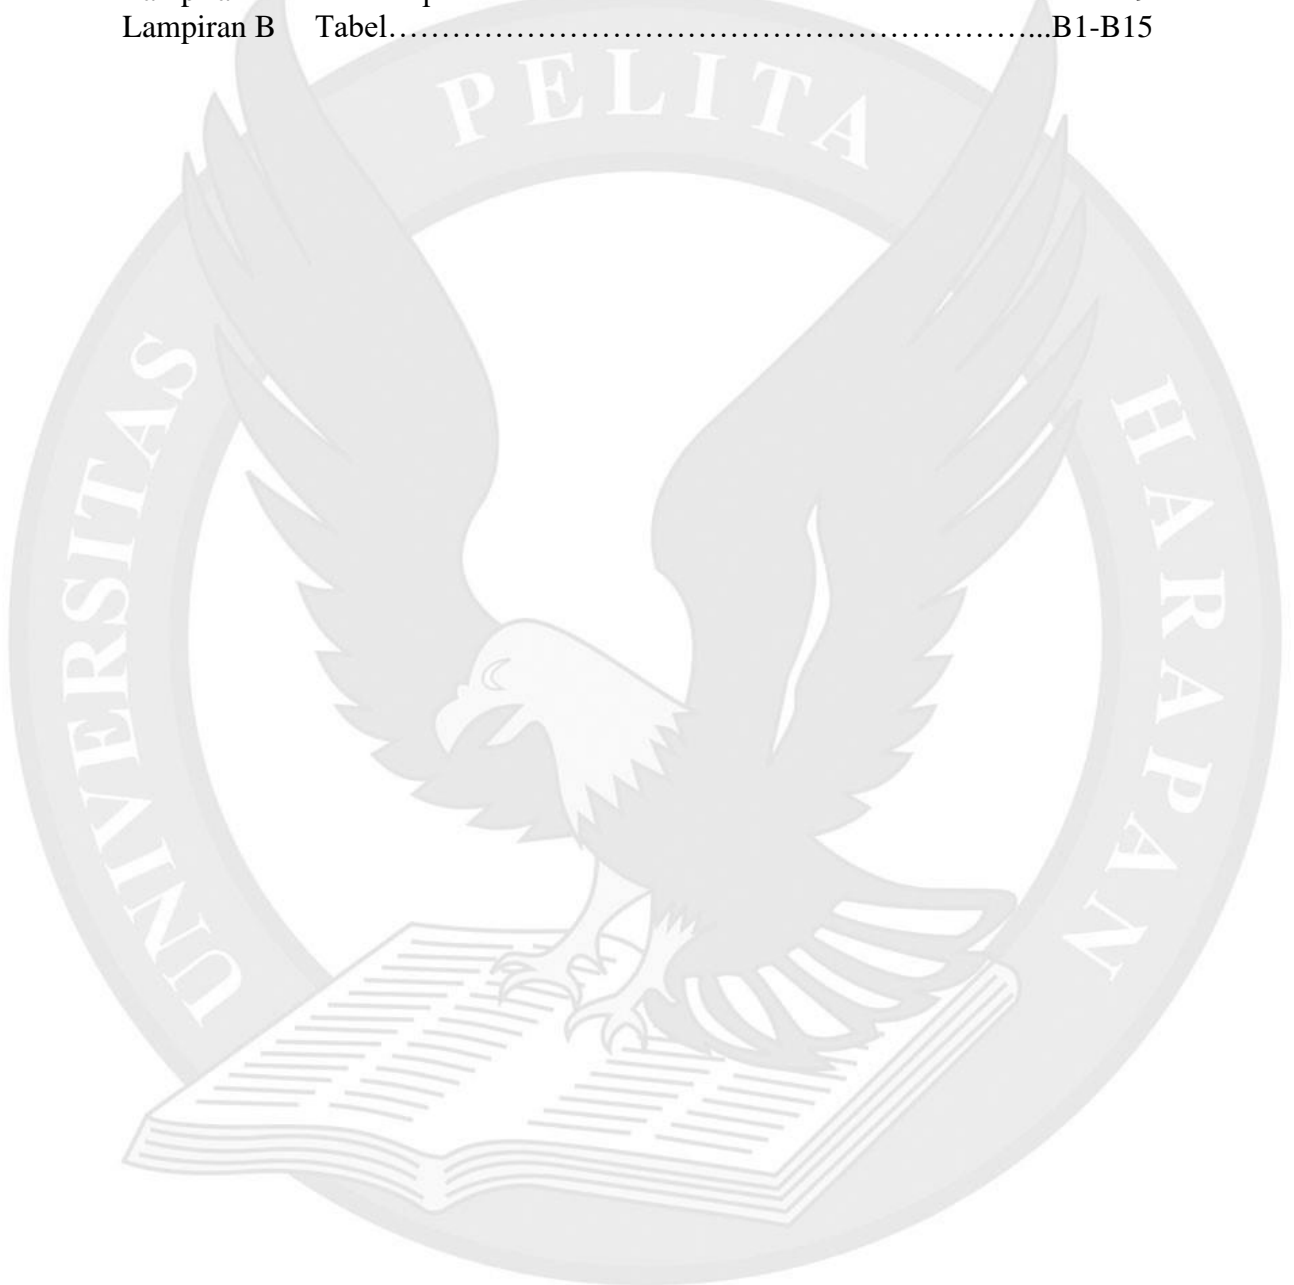 Lampiran B Tabel…………………………………………………………...B1-B15
PELITA
UNIVERSITAS
HARAPAN